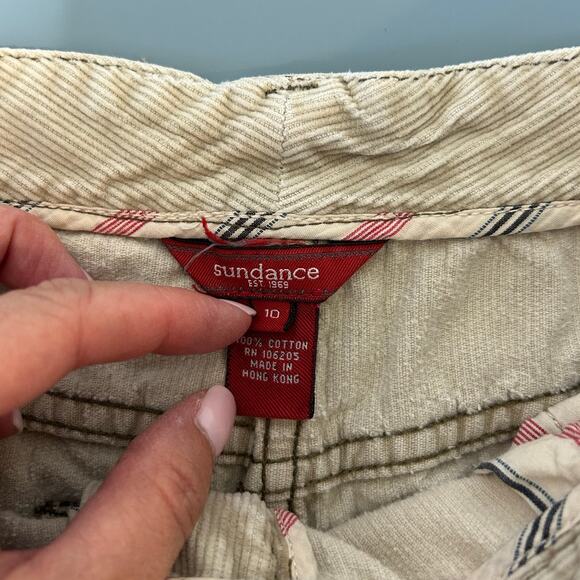 sundance
EST. 1969
10
100% COTTON
RN 106205
MADE IN
HONG KONG